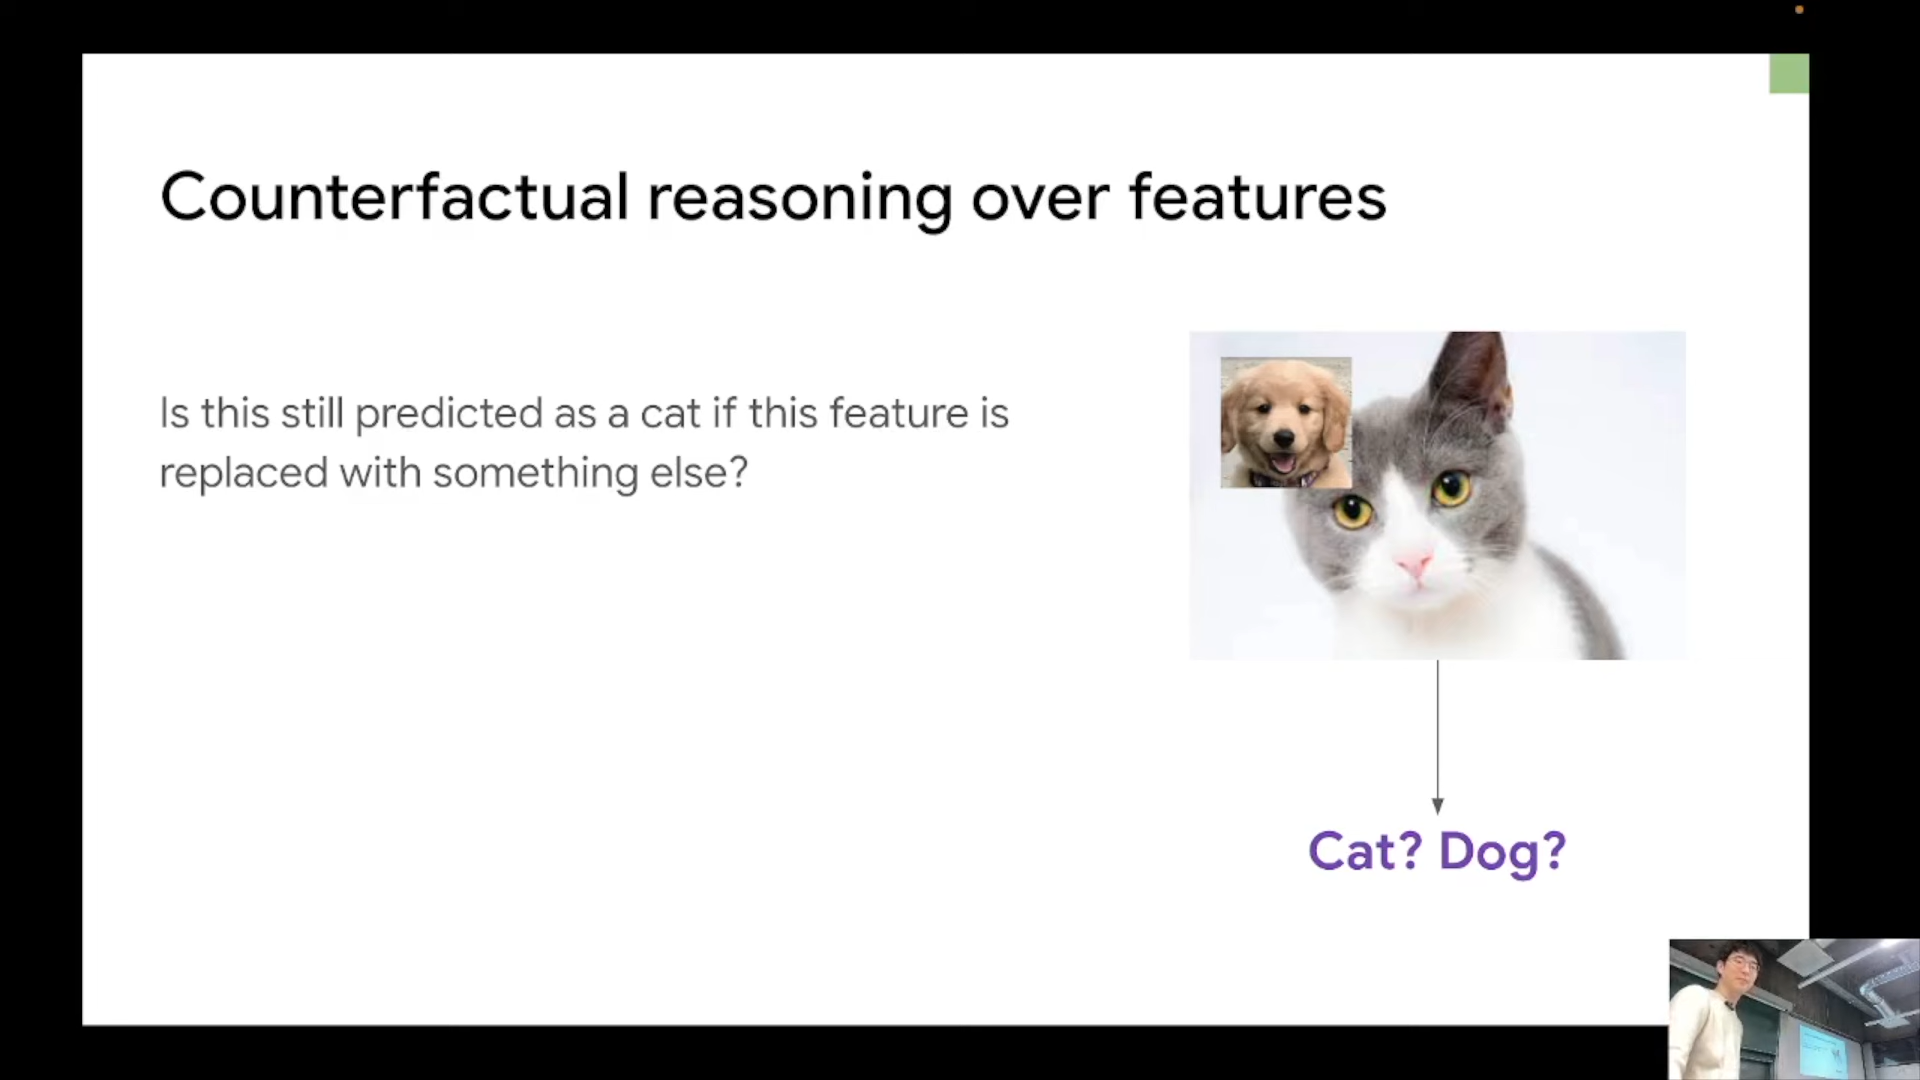 Counterfactual reasoning over features
Is this still predicted as a cat if this feature is
replaced with something else?
Cat? Dog?